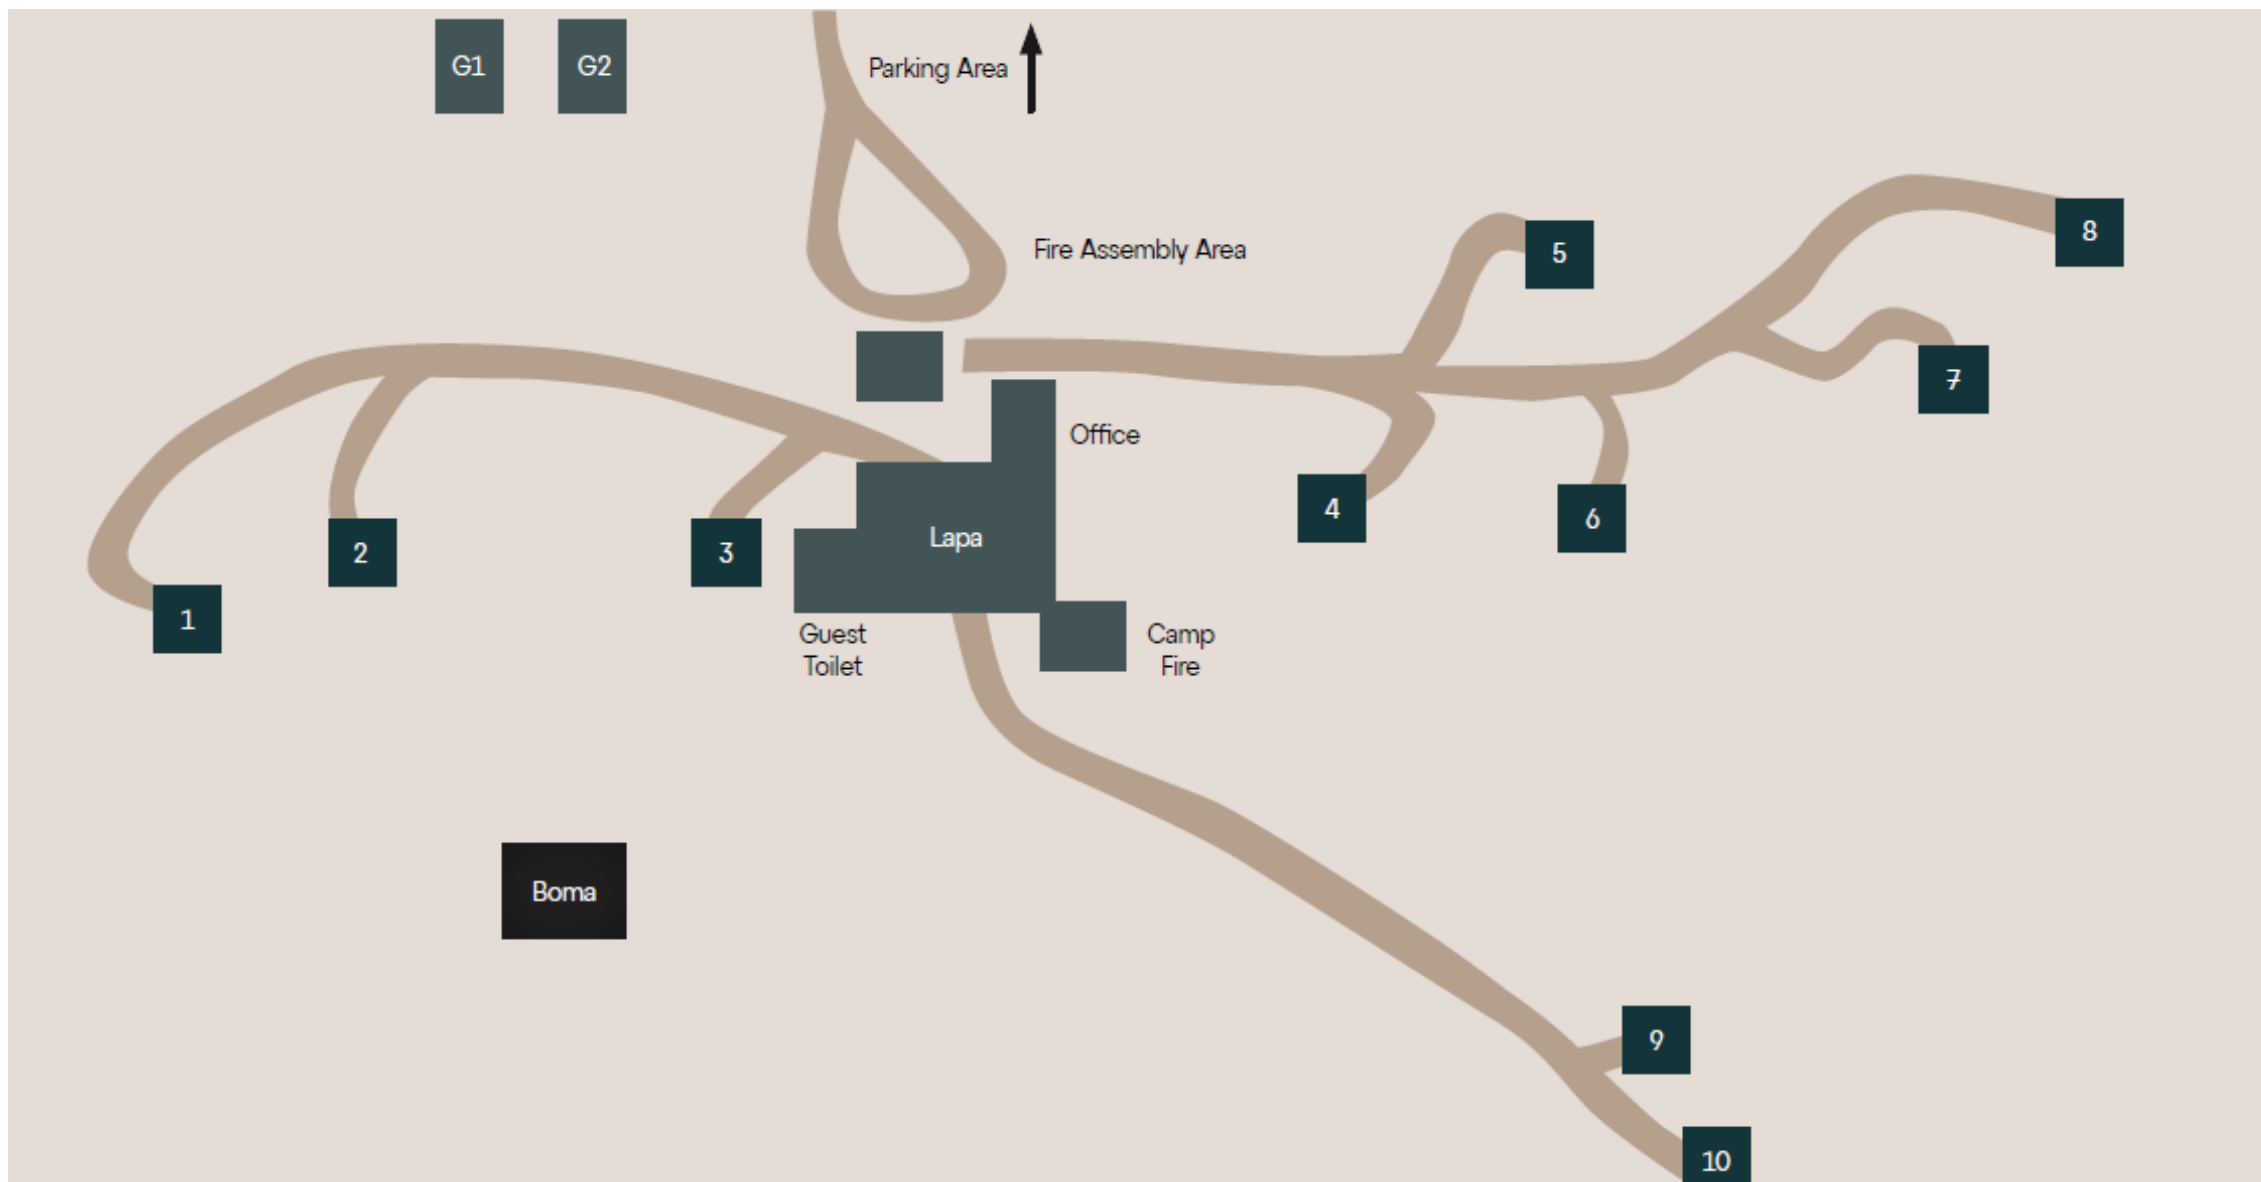 G1
G2
Parking Area
8
5
Fire Assembly Area
7
Office
4
6
Lapa
2
3
1
Guest
Toilet
Camp
Fire
Boma
9
10